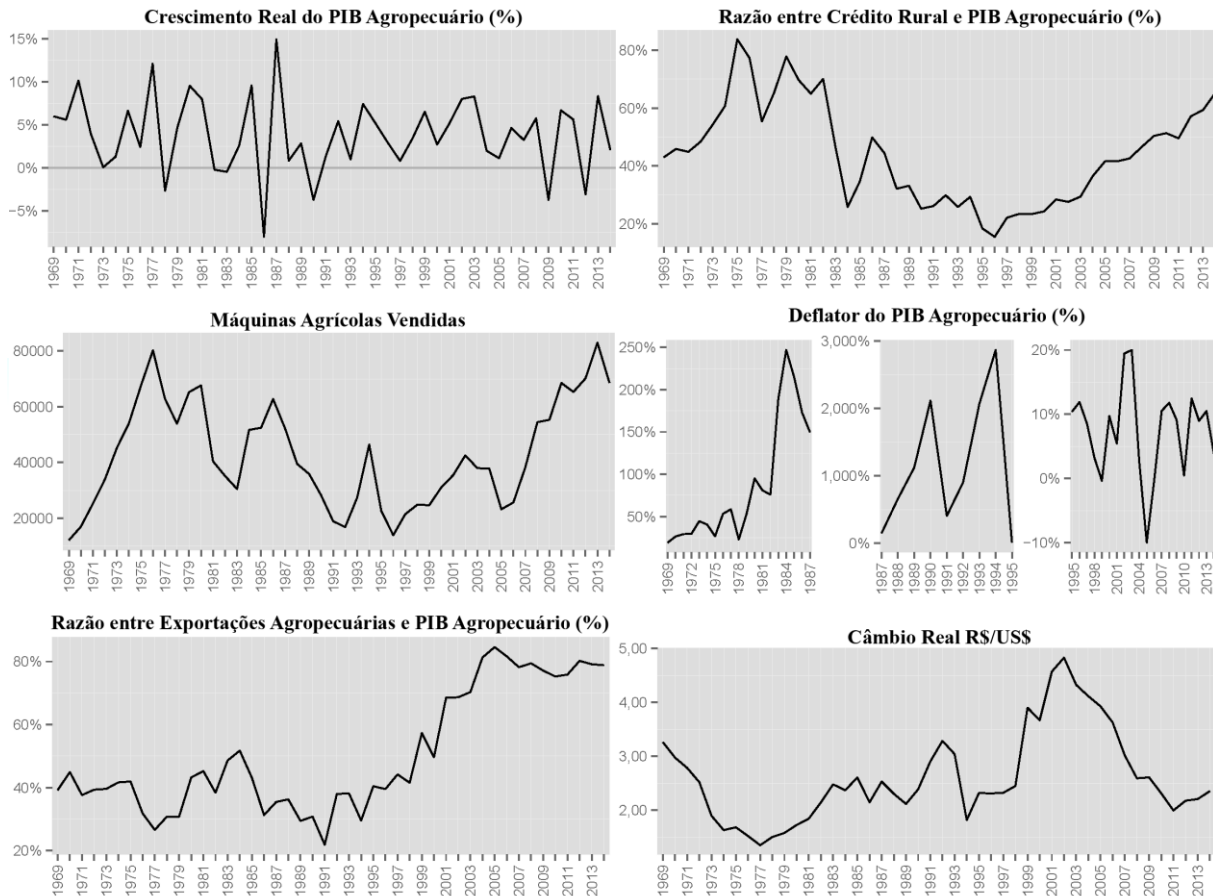 Crescimento Real do PIB Agropecuário (%)
15%
10%
5%
0%
−5%
1969 1971 1973 1975 1977 1979 1981 1983 1985 1987 1989 1991 1993 1995 1997 1999 2001 2003 2005 2007 2009 2011 2013
Razão entre Crédito Rural e PIB Agropecuário (%)
80%
60%
40%
20%
1969 1971 1973 1975 1977 1979 1981 1983 1985 1987 1989 1991 1993 1995 1997 1999 2001 2003 2005 2007 2009 2011 2013
Máquinas Agrícolas Vendidas
80000
60000
40000
20000
1969 1971 1973 1975 1977 1979 1981 1983 1985 1987 1989 1991 1993 1995 1997 1999 2001 2003 2005 2007 2009 2011 2013
Deflator do PIB Agropecuário (%)
250%
200%
150%
100%
50%
1969 1972 1975 1978 1981 1984 1987
3,000%
2,000%
1,000%
0%
1987 1988 1989 1990 1991 1992 1993 1994 1995
20%
10%
0%
−10%
1995 1998 2001 2004 2007 2010 2013
Razão entre Exportações Agropecuárias e PIB Agropecuário (%)
80%
60%
40%
20%
1969 1971 1973 1975 1977 1979 1981 1983 1985 1987 1989 1991 1993 1995 1997 1999 2001 2003 2005 2007 2009 2011 2013
Câmbio Real R$/US$
5,00
4,00
3,00
2,00
1969 1971 1973 1975 1977 1979 1981 1983 1985 1987 1989 1991 1993 1995 1997 1999 2001 2003 2005 2007 2009 2011 2013